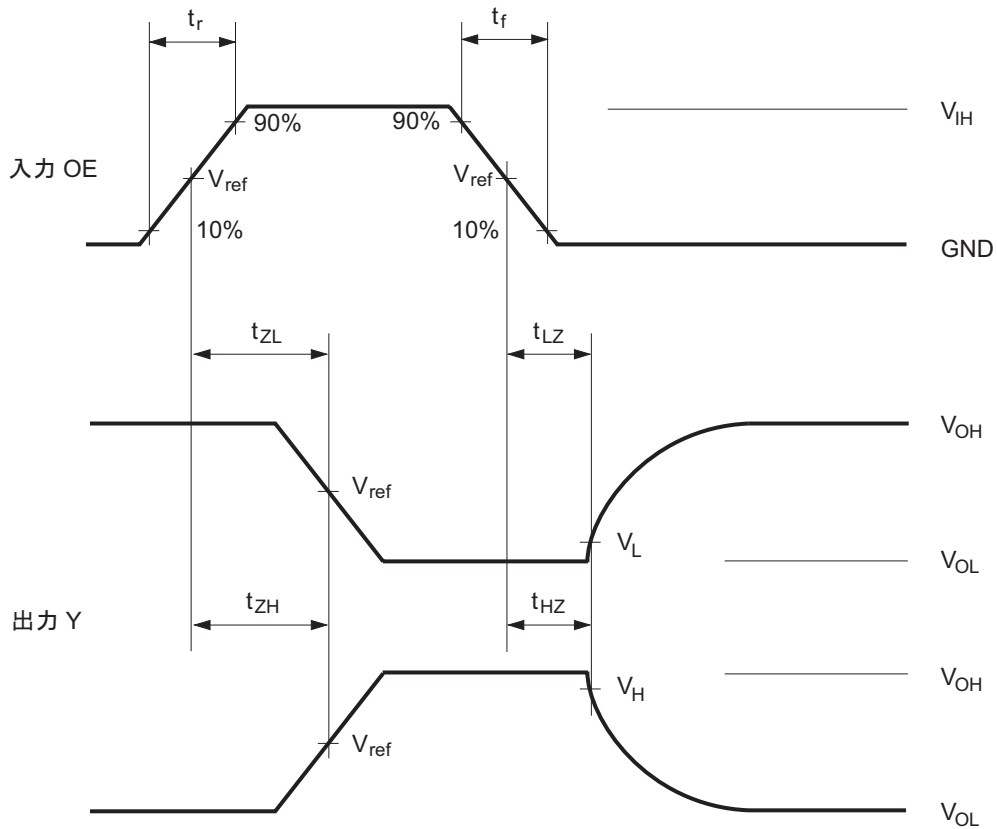 tr
tf
90%
90%
VIH
入力 OE
Vref
Vref
10%
10%
GND
tZL
tLZ
VOH
Vref
VL
VOL
tZH
tHZ
出力 Y
VOH
VH
Vref
VOL